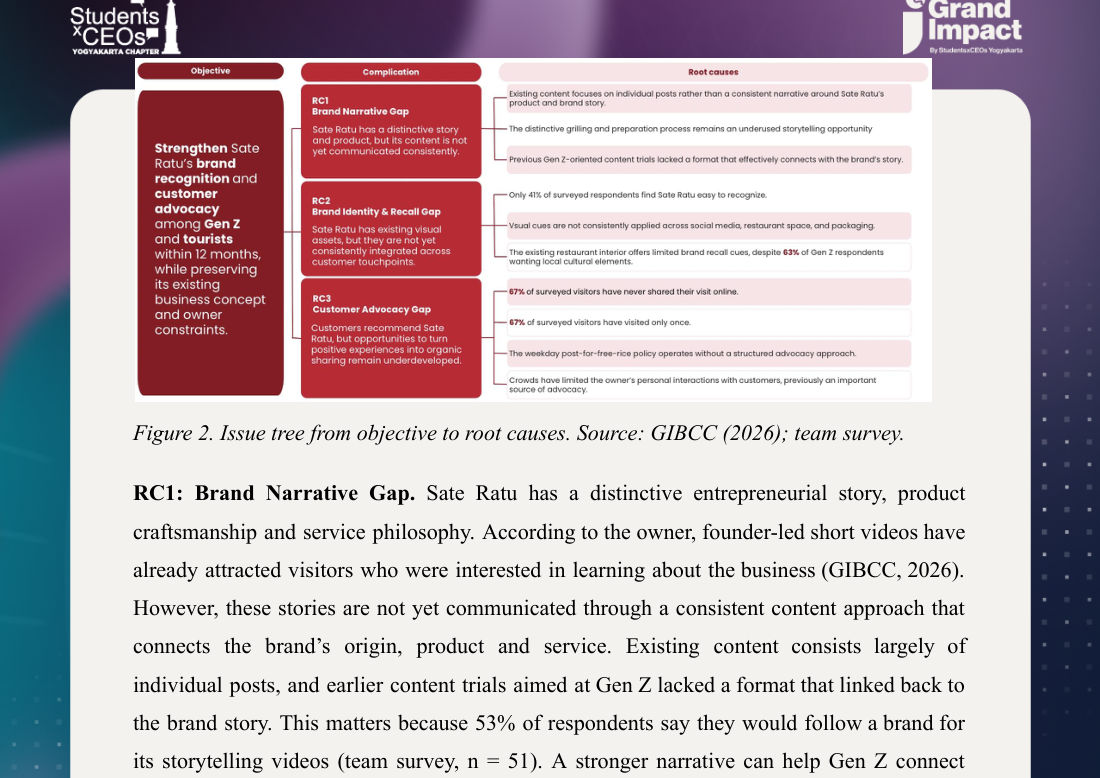 Students
xCEOs
YOGYAKARTA CHAPTER
Grand
Impact
By StudentsxCEOs Yogyakarta
Objective
Complication
Root causes
Strengthen Sate
Ratu's brand
recognition and
customer
advocacy
among Gen Z
and tourists
within 12 months,
while preserving
its existing
business concept
and owner
constraints.
RC1
Brand Narrative Gap
Sate Ratu has a distinctive story
and product, but its content is not
yet communicated consistently.
Existing content focuses on individual posts rather than a consistent narrative around Sate Ratu's
product and brand story.
The distinctive grilling and preparation process remains an underused storytelling opportunity
Previous Gen Z-oriented content trials lacked a format that effectively connects with the brand's story.
RC2
Brand Identity & Recall Gap
Sate Ratu has existing visual
assets, but they are not yet
consistently integrated across
customer touchpoints.
Only 41% of surveyed respondents find Sate Ratu easy to recognize.
Vsual cues are not consistently applied across social media, restaurant space, and packaging.
The existing restaurant interior offers limited brand recall cues, despite 63% of Gen Z respondents
wanting local cultural elements.
RC3
Customer Advocacy Gap
Customers recommend Sate
Ratu, but opportunities to turn
positive experiences into organic
sharing remain underdeveloped.
67% of surveyed visitors have never shared their visit online.
67% of surveyed visitors have visited only once.
The weekday post-for-free-rice policy operates without a structured advocacy approach.
Crowds have limited the owner's personal interactions with customers, previously an important
source of advocacy.
Figure 2. Issue tree from objective to root causes. Source: GIBCC (2026); team survey.
RC1: Brand Narrative Gap. Sate Ratu has a distinctive entrepreneurial story, product
craftsmanship and service philosophy. According to the owner, founder-led short videos have
already attracted visitors who were interested in learning about the business (GIBCC, 2026).
However, these stories are not yet communicated through a consistent content approach that
connects the brand's origin, product and service. Existing content consists largely of
individual posts, and earlier content trials aimed at Gen Z lacked a format that linked back to
the brand story. This matters because 53% of respondents say they would follow a brand for
its storytelling videos (team survey, n = 51). A stronger narrative can help Gen Z connect